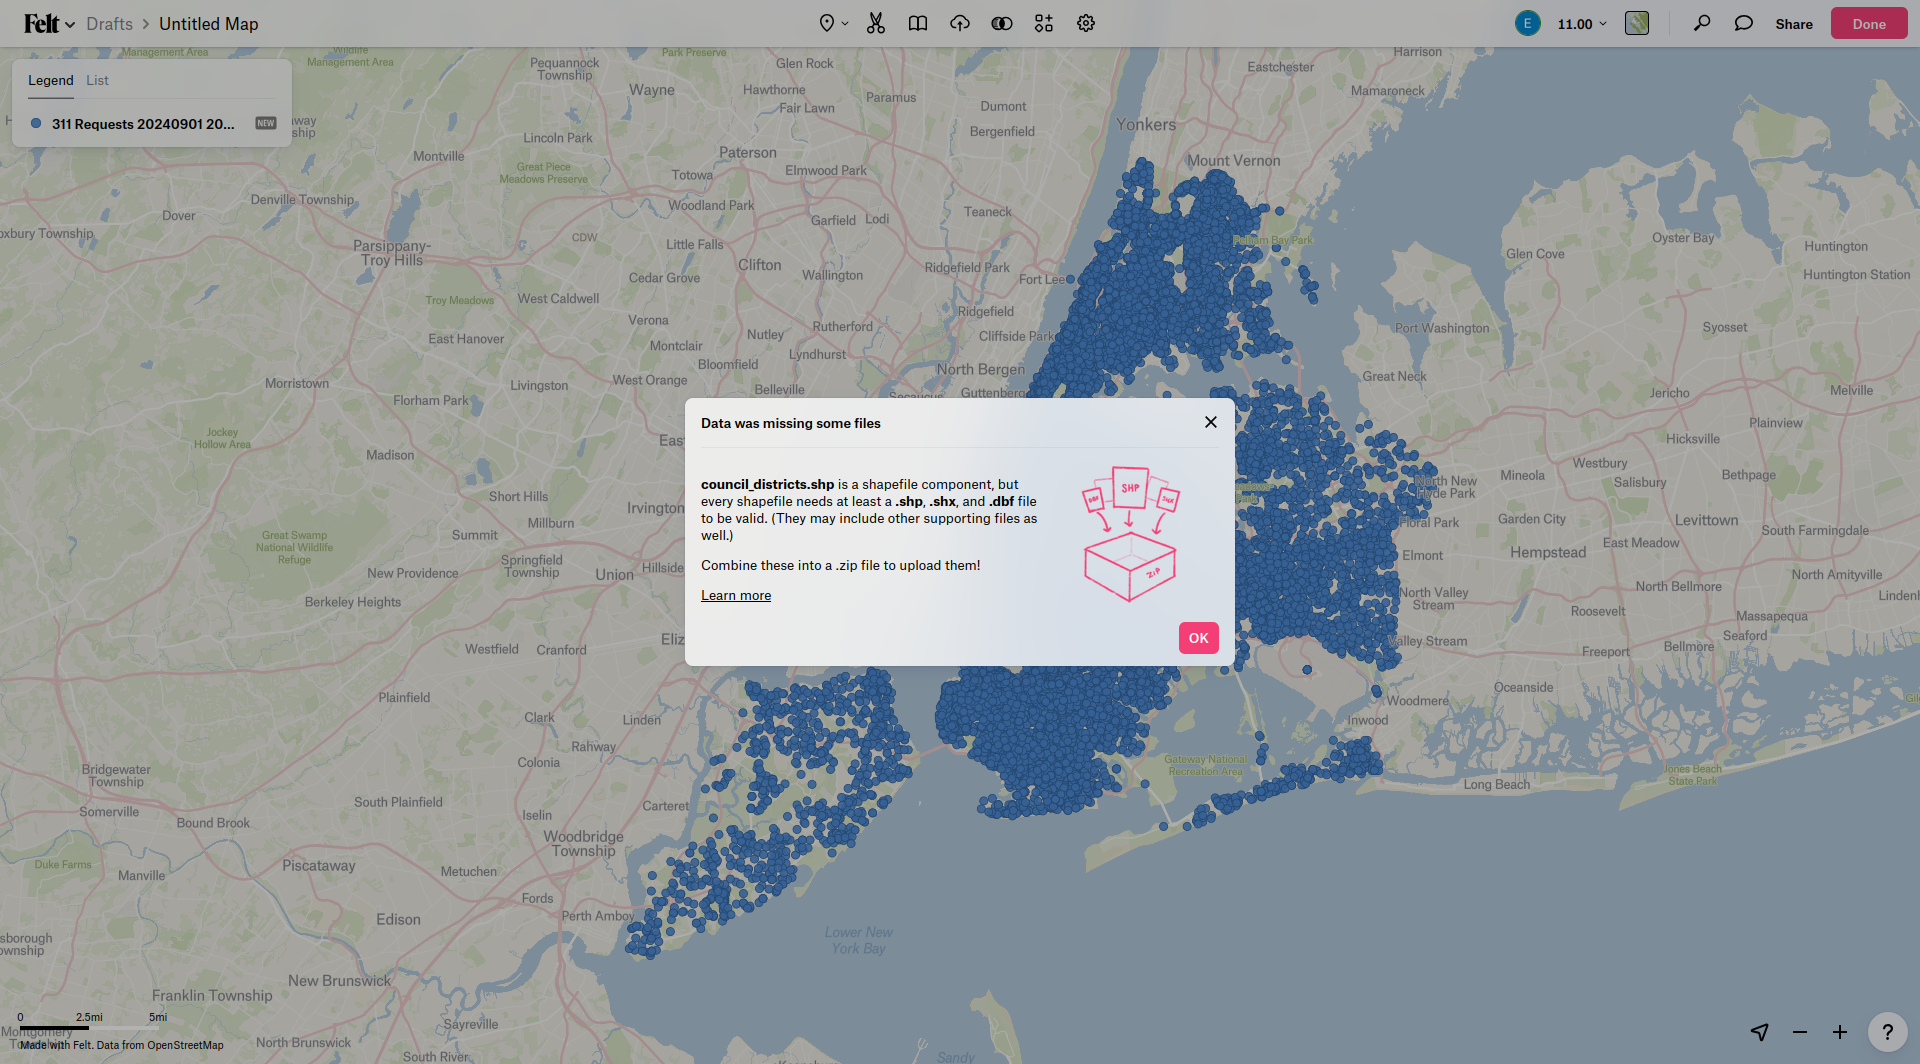 Felt
Drafts > Untitled Map
E
11.00
Share
Done
Legend
List
311 Requests 20240901 20...
NEW
Data was missing some files
council_districts.shp is a shapefile component, but
every shapefile needs at least a .shp, .shx, and .dbf file
to be valid. (They may include other supporting files as
well.)
Combine these into a .zip file to upload them!
Learn more
DBF
SHP
SHX
ZIP
OK
Management Area
Wildlife
Management Area
Pequannock
Township
Park Preserve
Glen Rock
Harrison
Eastchester
Wayne
Hawthorne
Fair Lawn
Paramus
Dumont
Mamaroneck
Bergenfield
Yonkers
Lincoln Park
Montville
Paterson
Mount Vernon
Great Piece
Meadows Preserve
Totowa
Elmwood Park
Denville Township
Dover
Woodland Park
Garfield
Lodi
Teaneck
oxbury Township
Parsippany-
Troy Hills
CDW
Little Falls
Pelham Bay Park
Oyster Bay
Huntington
Glen Cove
Clifton
Wallington
Ridgefield Park
Huntington Station
Cedar Grove
Fort Lee
Troy Meadows
West Caldwell
Ridgefield
Verona
Nutley
Rutherford
Cliffside Park
Port Washington
Syosset
East Hanover
Montclair
Lyndhurst
Bloomfield
North Bergen
Great Neck
Morristown
Livingston
West Orange
Belleville
Guttenberg
Secaucus
Jericho
Melville
Florham Park
Plainview
Jockey
Hollow Area
East
Hicksville
Madison
Westbury
Bethpage
Mineola
North New
Hyde Park
Salisbury
Short Hills
Irvington
Floral Park
Garden City
Levittown
South Farmingdale
Millburn
Summit
Great Swamp
National Wildlife
Refuge
East Meadow
Hempstead
Elmont
Springfield
Township
Union
Hillside
New Providence
North Amityville
North Bellmore
North Valley
Stream
Linden
Berkeley Heights
Roosevelt
Massapequa
Seaford
Eliz
Valley Stream
Westfield
Cranford
Freeport
Bellmore
Oceanside
Plainfield
Woodmere
Clark
Linden
Inwood
Rahway
Colonia
Gateway National
Recreation Area
Bridgewater
Township
Jones Beach
State Park
Long Beach
South Plainfield
Carteret
Somerville
Iselin
Bound Brook
Woodbridge
Township
Duke Farms
Piscataway
Metuchen
Manville
Fords
Edison
Perth Amboy
Lower New
York Bay
sborough
ownship
New Brunswick
Franklin Township
Sayreville
North Brunswick
South River
Sandy
0
2.5mi
5mi
Made with Felt. Data from OpenStreetMap
?